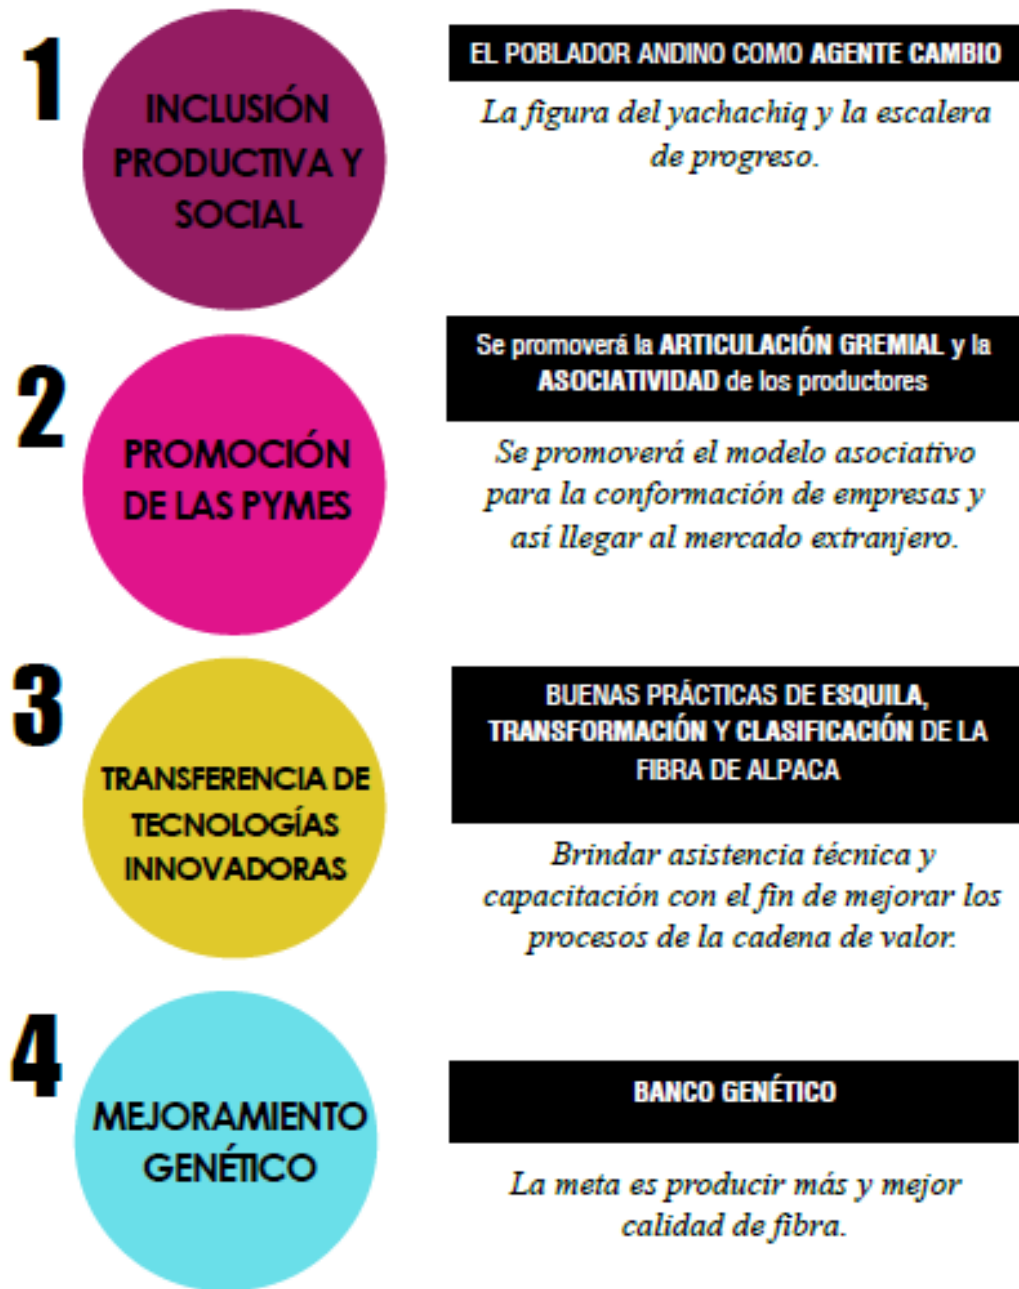 1
INCLUSIÓN
PRODUCTIVA Y
SOCIAL
EL POBLADOR ANDINO COMO AGENTE CAMBIO
La figura del yachachiq y la escalera
de progreso.
2
PROMOCIÓN
DE LAS PYMES
Se promoverá la ARTICULACIÓN GREMIAL y la
ASOCIATIVIDAD de los productores
Se promoverá el modelo asociativo
para la conformación de empresas y
así llegar al mercado extranjero.
3
TRANSFERENCIA DE
TECNOLOGÍAS
INNOVADORAS
BUENAS PRÁCTICAS DE ESQUILA,
TRANSFORMACIÓN Y CLASIFICACIÓN DE LA
FIBRA DE ALPACA
Brindar asistencia técnica y
capacitación con el fin de mejorar los
procesos de la cadena de valor.
4
MEJORAMIENTO
GENÉTICO
BANCO GENÉTICO
La meta es producir más y mejor
calidad de fibra.